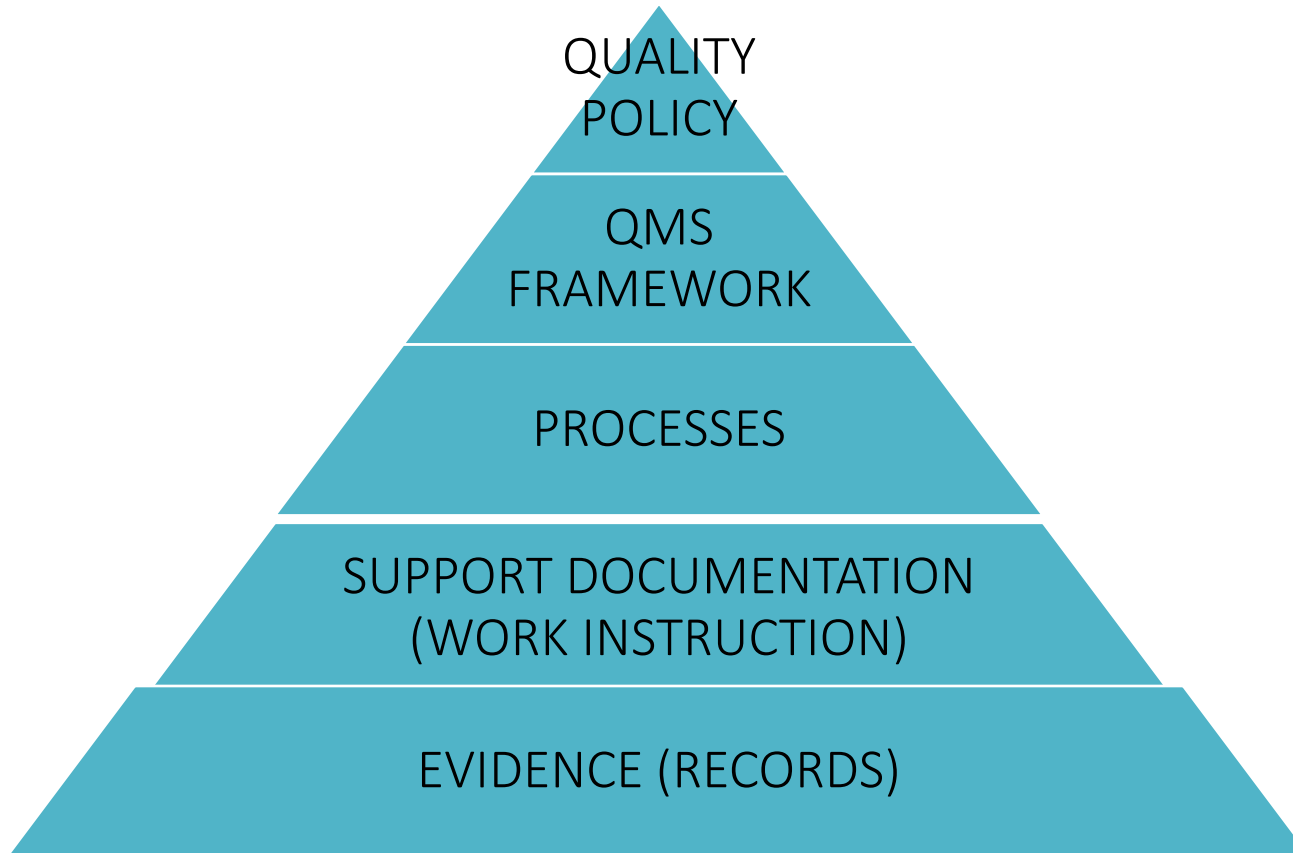 QUALITY
POLICY
QMS
FRAMEWORK
PROCESSES
SUPPORT DOCUMENTATION
(WORK INSTRUCTION)
EVIDENCE (RECORDS)